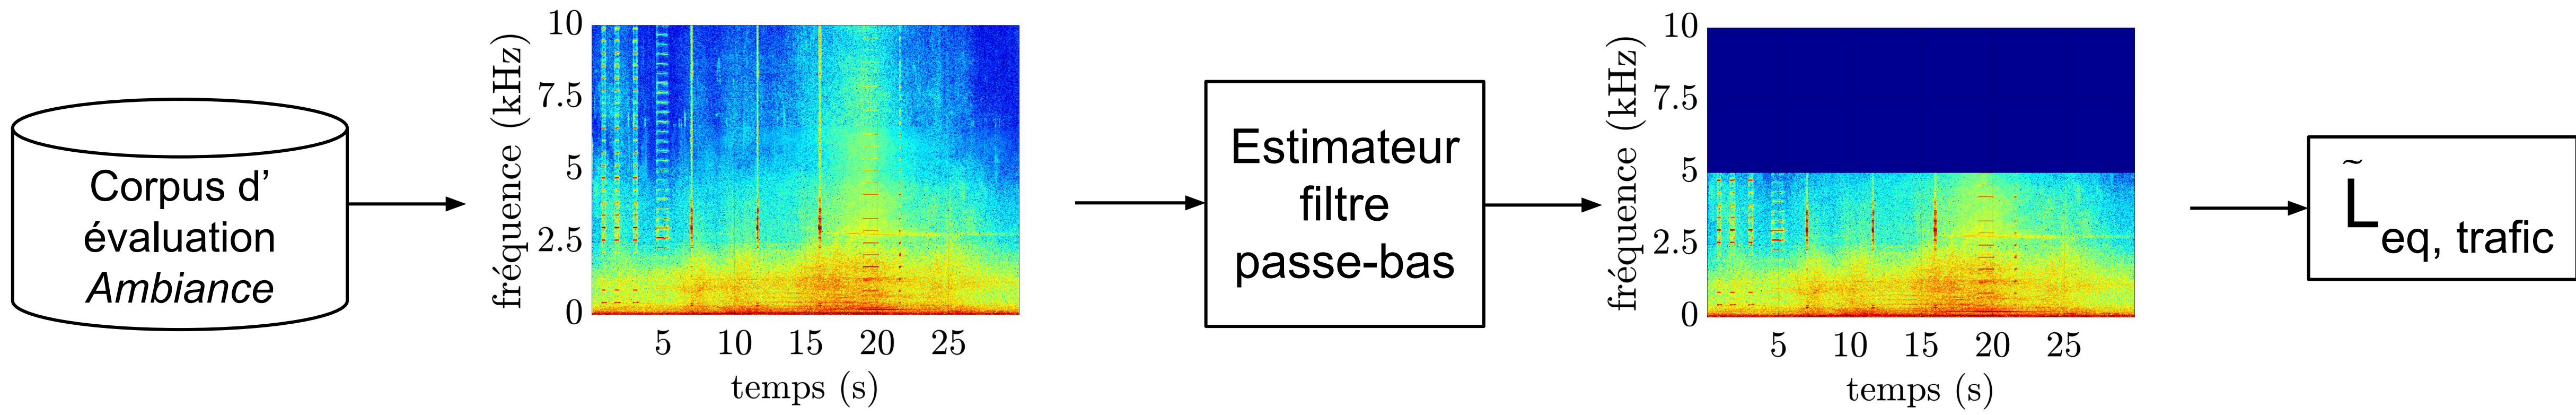 Corpus d’
évaluation
Ambiance
fréquence (kHz)
10
7.5
5
2.5
0
5 10 15 20 25
temps (s)
Estimateur
filtre
passe-bas
fréquence (kHz)
10
7.5
5
2.5
0
5 10 15 20 25
temps (s)
L̃eq, trafic